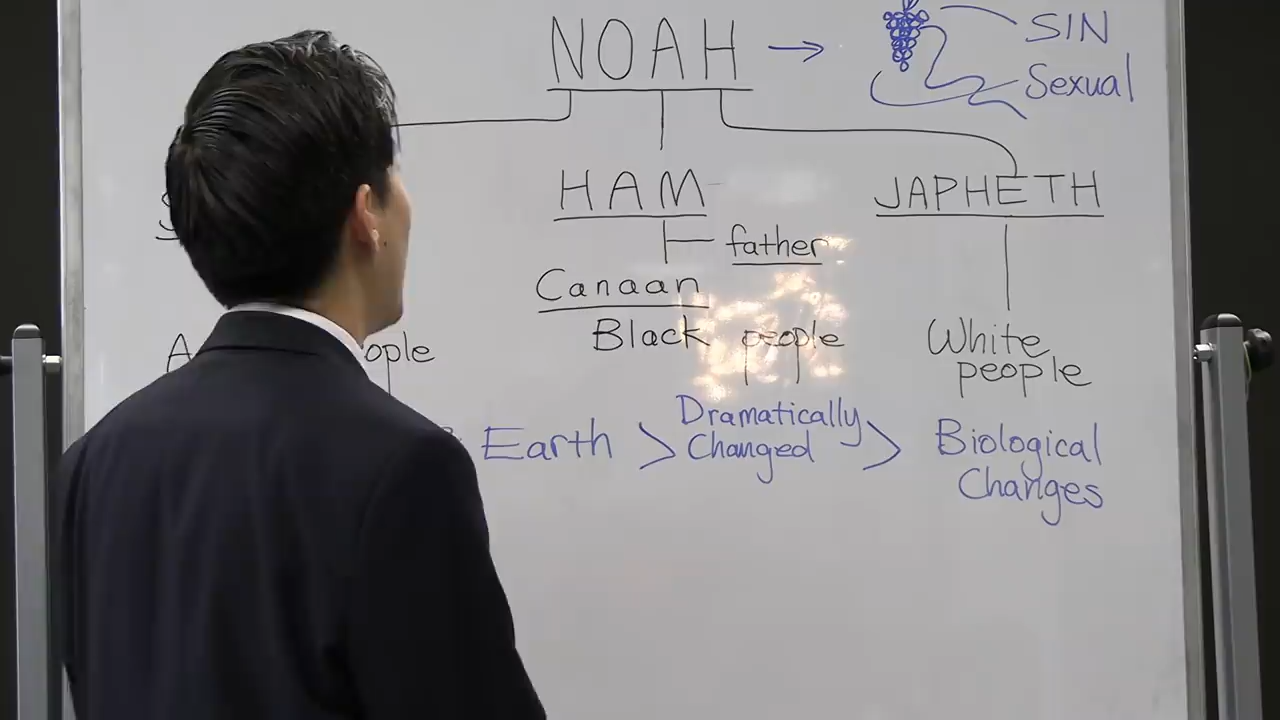 NOAH → SIN
Sexual
HAM JAPHETH
father
Canaan
Black people
White
people
Earth > Dramatically Changed > Biological Changes